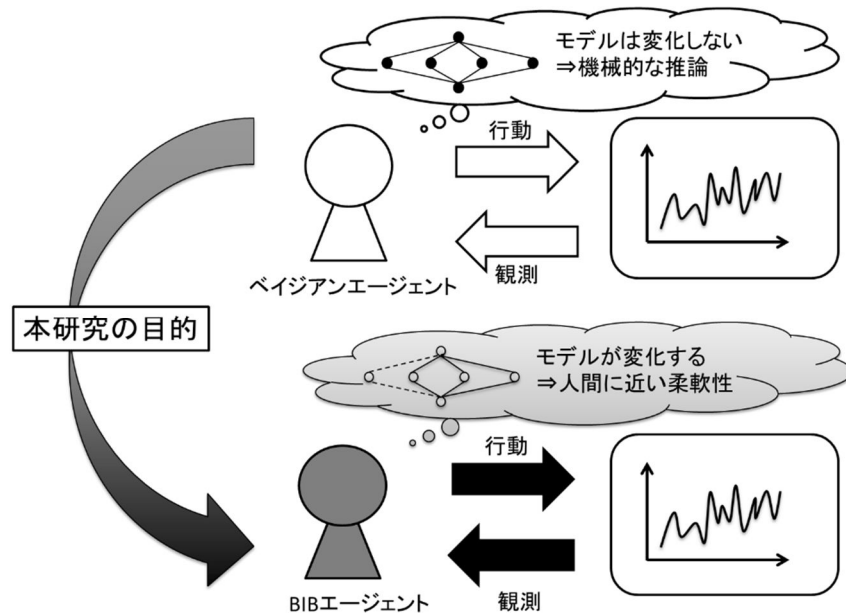 モデルは変化しない
⇒機械的な推論
行動
観測
ベイジアンエージェント
本研究の目的
モデルが変化する
⇒人間に近い柔軟性
行動
観測
BIBエージェント